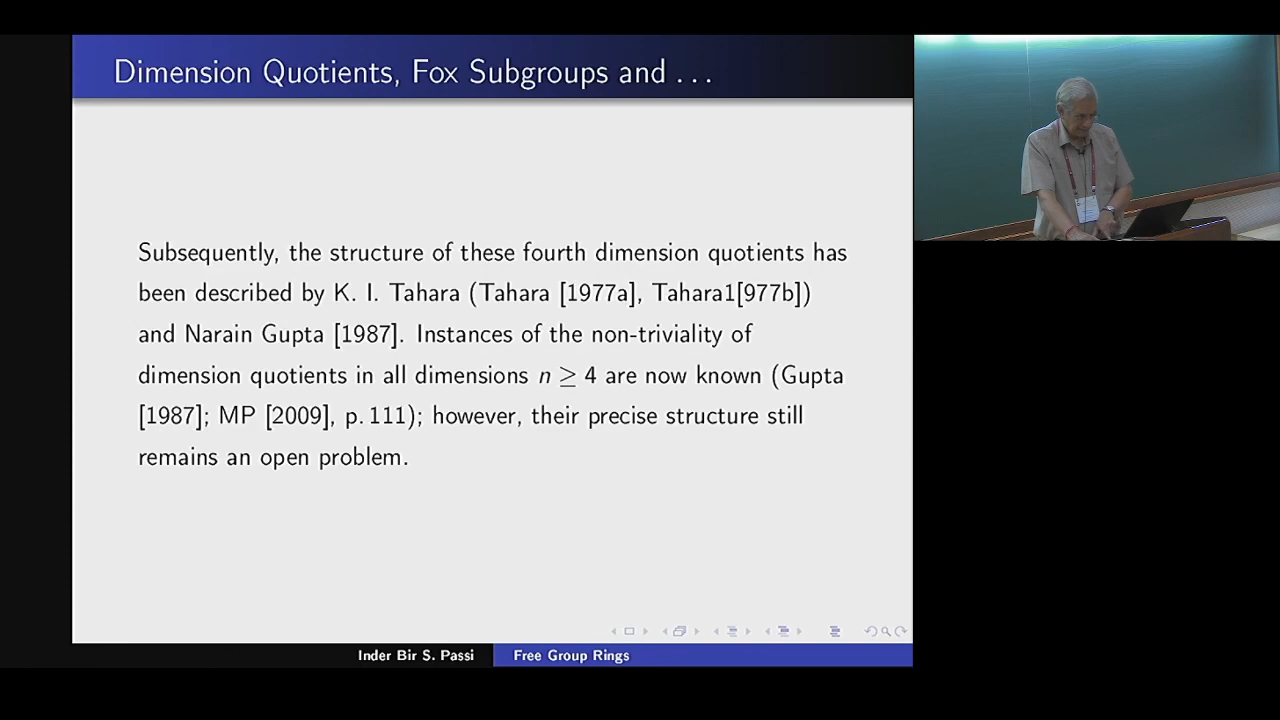 Dimension Quotients, Fox Subgroups and ...
Subsequently, the structure of these fourth dimension quotients has
been described by K. I. Tahara (Tahara [1977a], Tahara1[977b])
and Narain Gupta [1987]. Instances of the non-triviality of
dimension quotients in all dimensions n ≥ 4 are now known (Gupta
[1987]; MP [2009], p. 111); however, their precise structure still
remains an open problem.
Inder Bir S. Passi
Free Group Rings